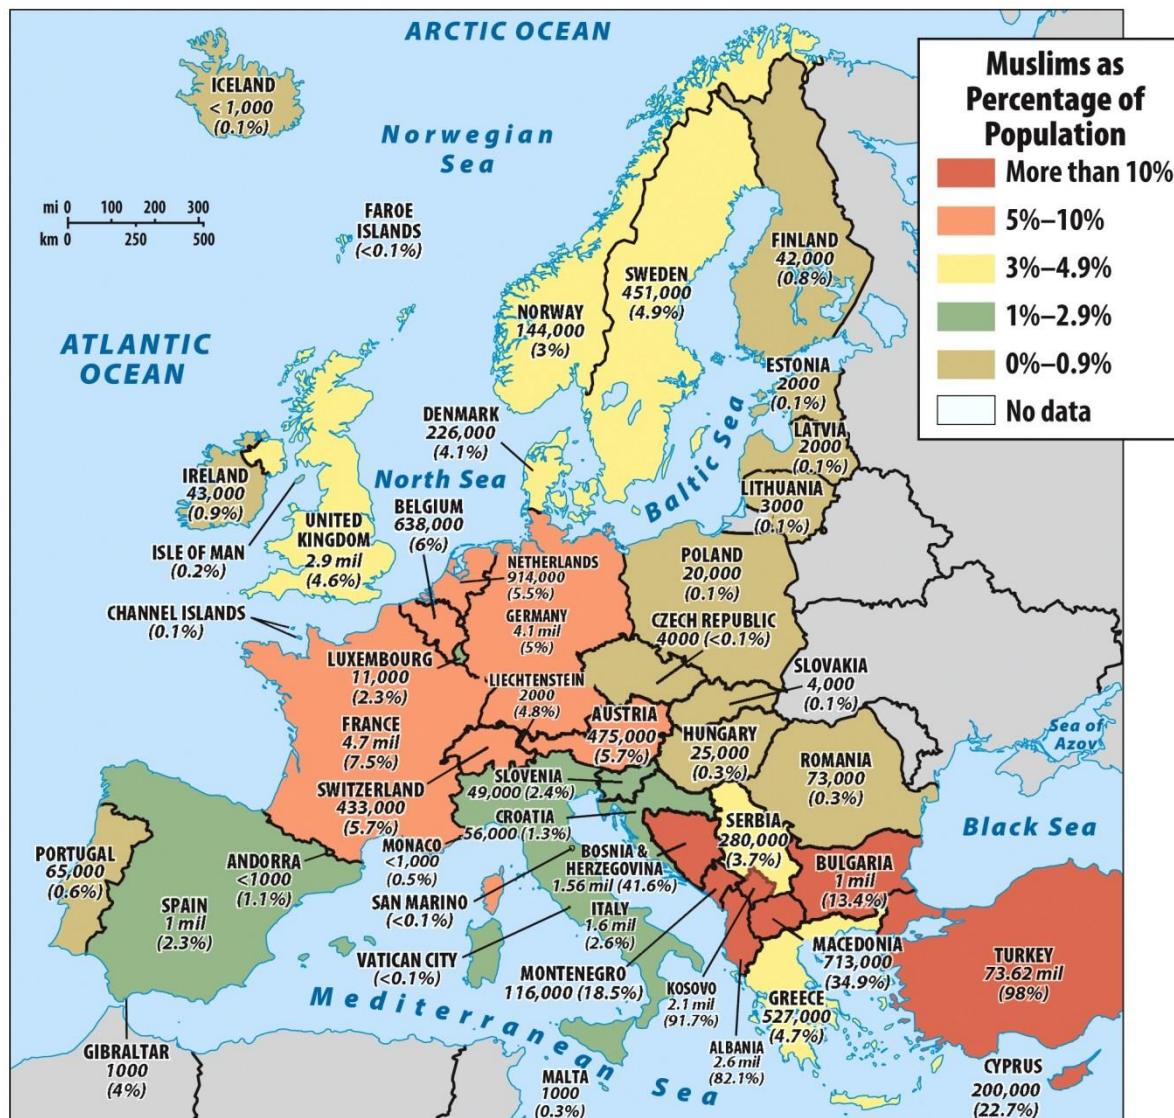 ARCTIC OCEAN
Muslims as
Percentage of
Population
More than 10%
5%–10%
3%–4.9%
1%–2.9%
0%–0.9%
No data
ICELAND
< 1,000
(0.1%)
Norwegian
Sea
mi 0 100 200 300
km 0 250 500
FAROE
ISLANDS
(<0.1%)
FINLAND
42,000
(0.8%)
SWEDEN
451,000
(4.9%)
NORWAY
144,000
(3%)
ATLANTIC
OCEAN
ESTONIA
2000
(0.1%)
DENMARK
226,000
(4.1%)
LATVIA
2000
(0.1%)
Baltic Sea
North Sea
IRELAND
43,000
(0.9%)
LITHUANIA
3000
(0.1%)
BELGIUM
638,000
(6%)
UNITED
KINGDOM
2.9 mil
(4.6%)
ISLE OF MAN
(0.2%)
NETHERLANDS
914,000
(5.5%)
POLAND
20,000
(0.1%)
CHANNEL ISLANDS
(0.1%)
GERMANY
4.1 mil
(5%)
CZECH REPUBLIC
4000 (<0.1%)
LUXEMBOURG
11,000
(2.3%)
LIECHTENSTEIN
2000
(4.8%)
SLOVAKIA
4,000
(0.1%)
AUSTRIA
475,000
(5.7%)
FRANCE
4.7 mil
(7.5%)
HUNGARY
25,000
(0.3%)
Sea of
Azov
ROMANIA
73,000
(0.3%)
SWITZERLAND
433,000
(5.7%)
SLOVENIA
49,000 (2.4%)
CROATIA
56,000 (1.3%)
SERBIA
280,000
(3.7%)
Black Sea
MONACO
<1,000
(0.5%)
PORTUGAL
65,000
(0.6%)
ANDORRA
<1000
(1.1%)
BOSNIA &
HERZEGOVINA
1.56 mil (41.6%)
BULGARIA
1 mil
(13.4%)
SPAIN
1 mil
(2.3%)
SAN MARINO
(<0.1%)
ITALY
1.6 mil
(2.6%)
VATICAN CITY
(<0.1%)
MACEDONIA
713,000
(34.9%)
TURKEY
73.62 mil
(98%)
MONTENEGRO
116,000 (18.5%)
KOSOVO
2.1 mil
(91.7%)
GREECE
527,000
(4.7%)
Mediterranean Sea
GIBRALTAR
1000
(4%)
ALBANIA
2.6 mil
(82.1%)
MALTA
1000
(0.3%)
CYPRUS
200,000
(22.7%)